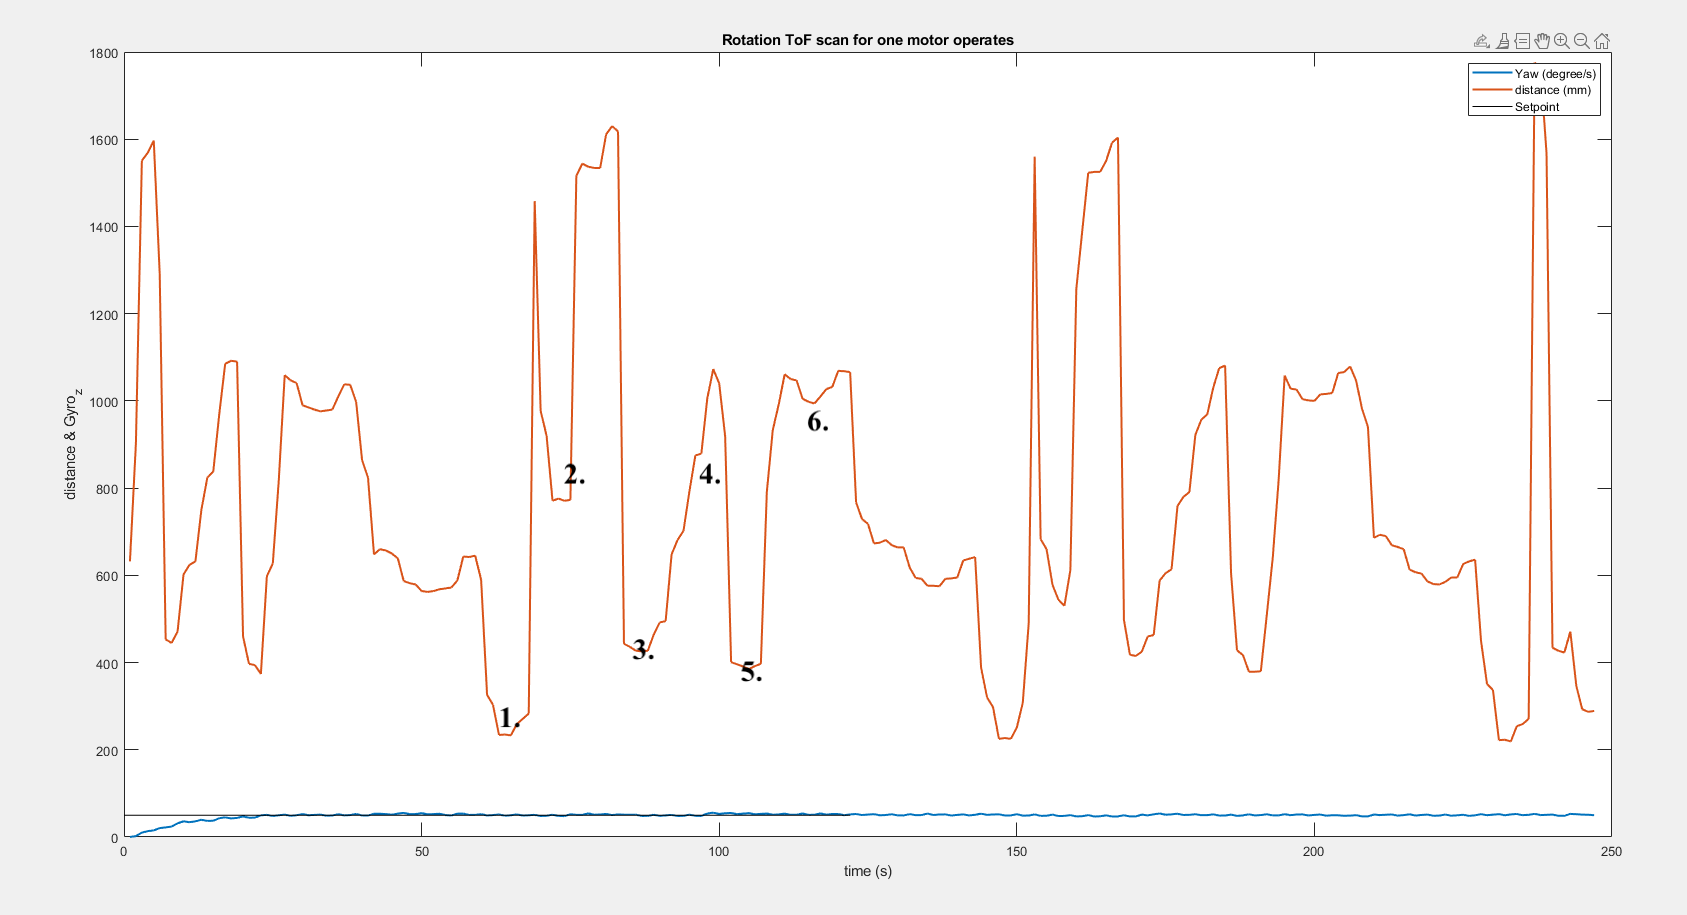 Rotation ToF scan for one motor operates
Yaw (degree/s)
distance (mm)
Setpoint
distance & Gyro_z
1800
1600
1400
1200
1000
800
600
400
200
0
1.
2.
3.
4.
5.
6.
0 50 100 150 200 250
time (s)